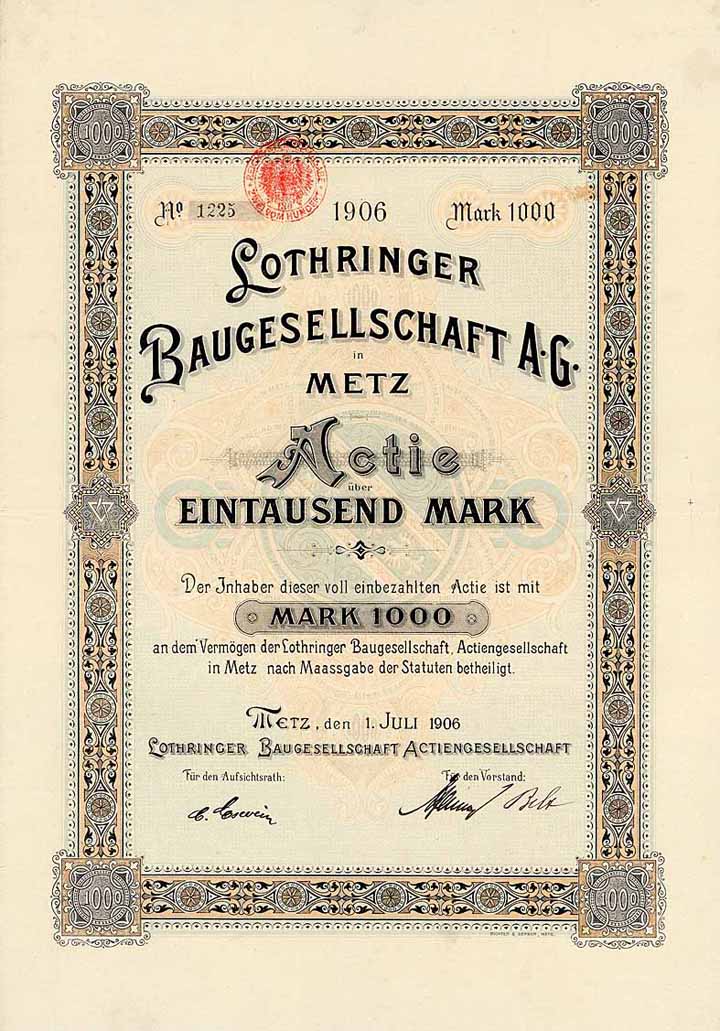 1000
1000
No 1225
VOM HUNDERT
1906
Mark 1000
LOTHRINGER
BAUGESELLSCHAFT A.G.
in
METZ
Actie
über
EINTAUSEND MARK
Der Inhaber dieser voll einbezahlten Actie ist mit
MARK 1000
an dem Vermögen der Lothringer Baugesellschaft, Actiengesellschaft
in Metz nach Maassgabe der Statuten betheiligt.
METZ, den 1. JULI 1906
LOTHRINGER BAUGESELLSCHAFT ACTIENGESELLSCHAFT
Für den Aufsichtsrath:
Für den Vorstand:
1000
1000